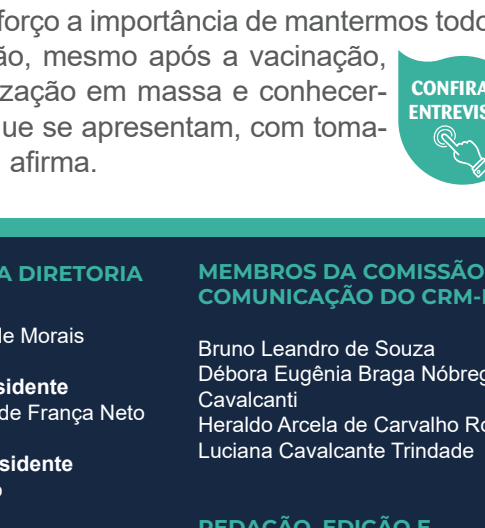 forço a importância de mantermos todo
ão, mesmo após a vacinação,
zação em massa e conhecer-
ue se apresentam, com toma-
afirma.
CONFIRA
ENTREVIS
A DIRETORIA
de Morais
sidente
de França Neto
sidente
o
MEMBROS DA COMISSÃO
COMUNICAÇÃO DO CRM-
Bruno Leandro de Souza
Débora Eugênia Braga Nóbreg
Cavalcanti
Heraldo Arcela de Carvalho Ro
Luciana Cavalcante Trindade
REDAÇÃO, EDIÇÃO E